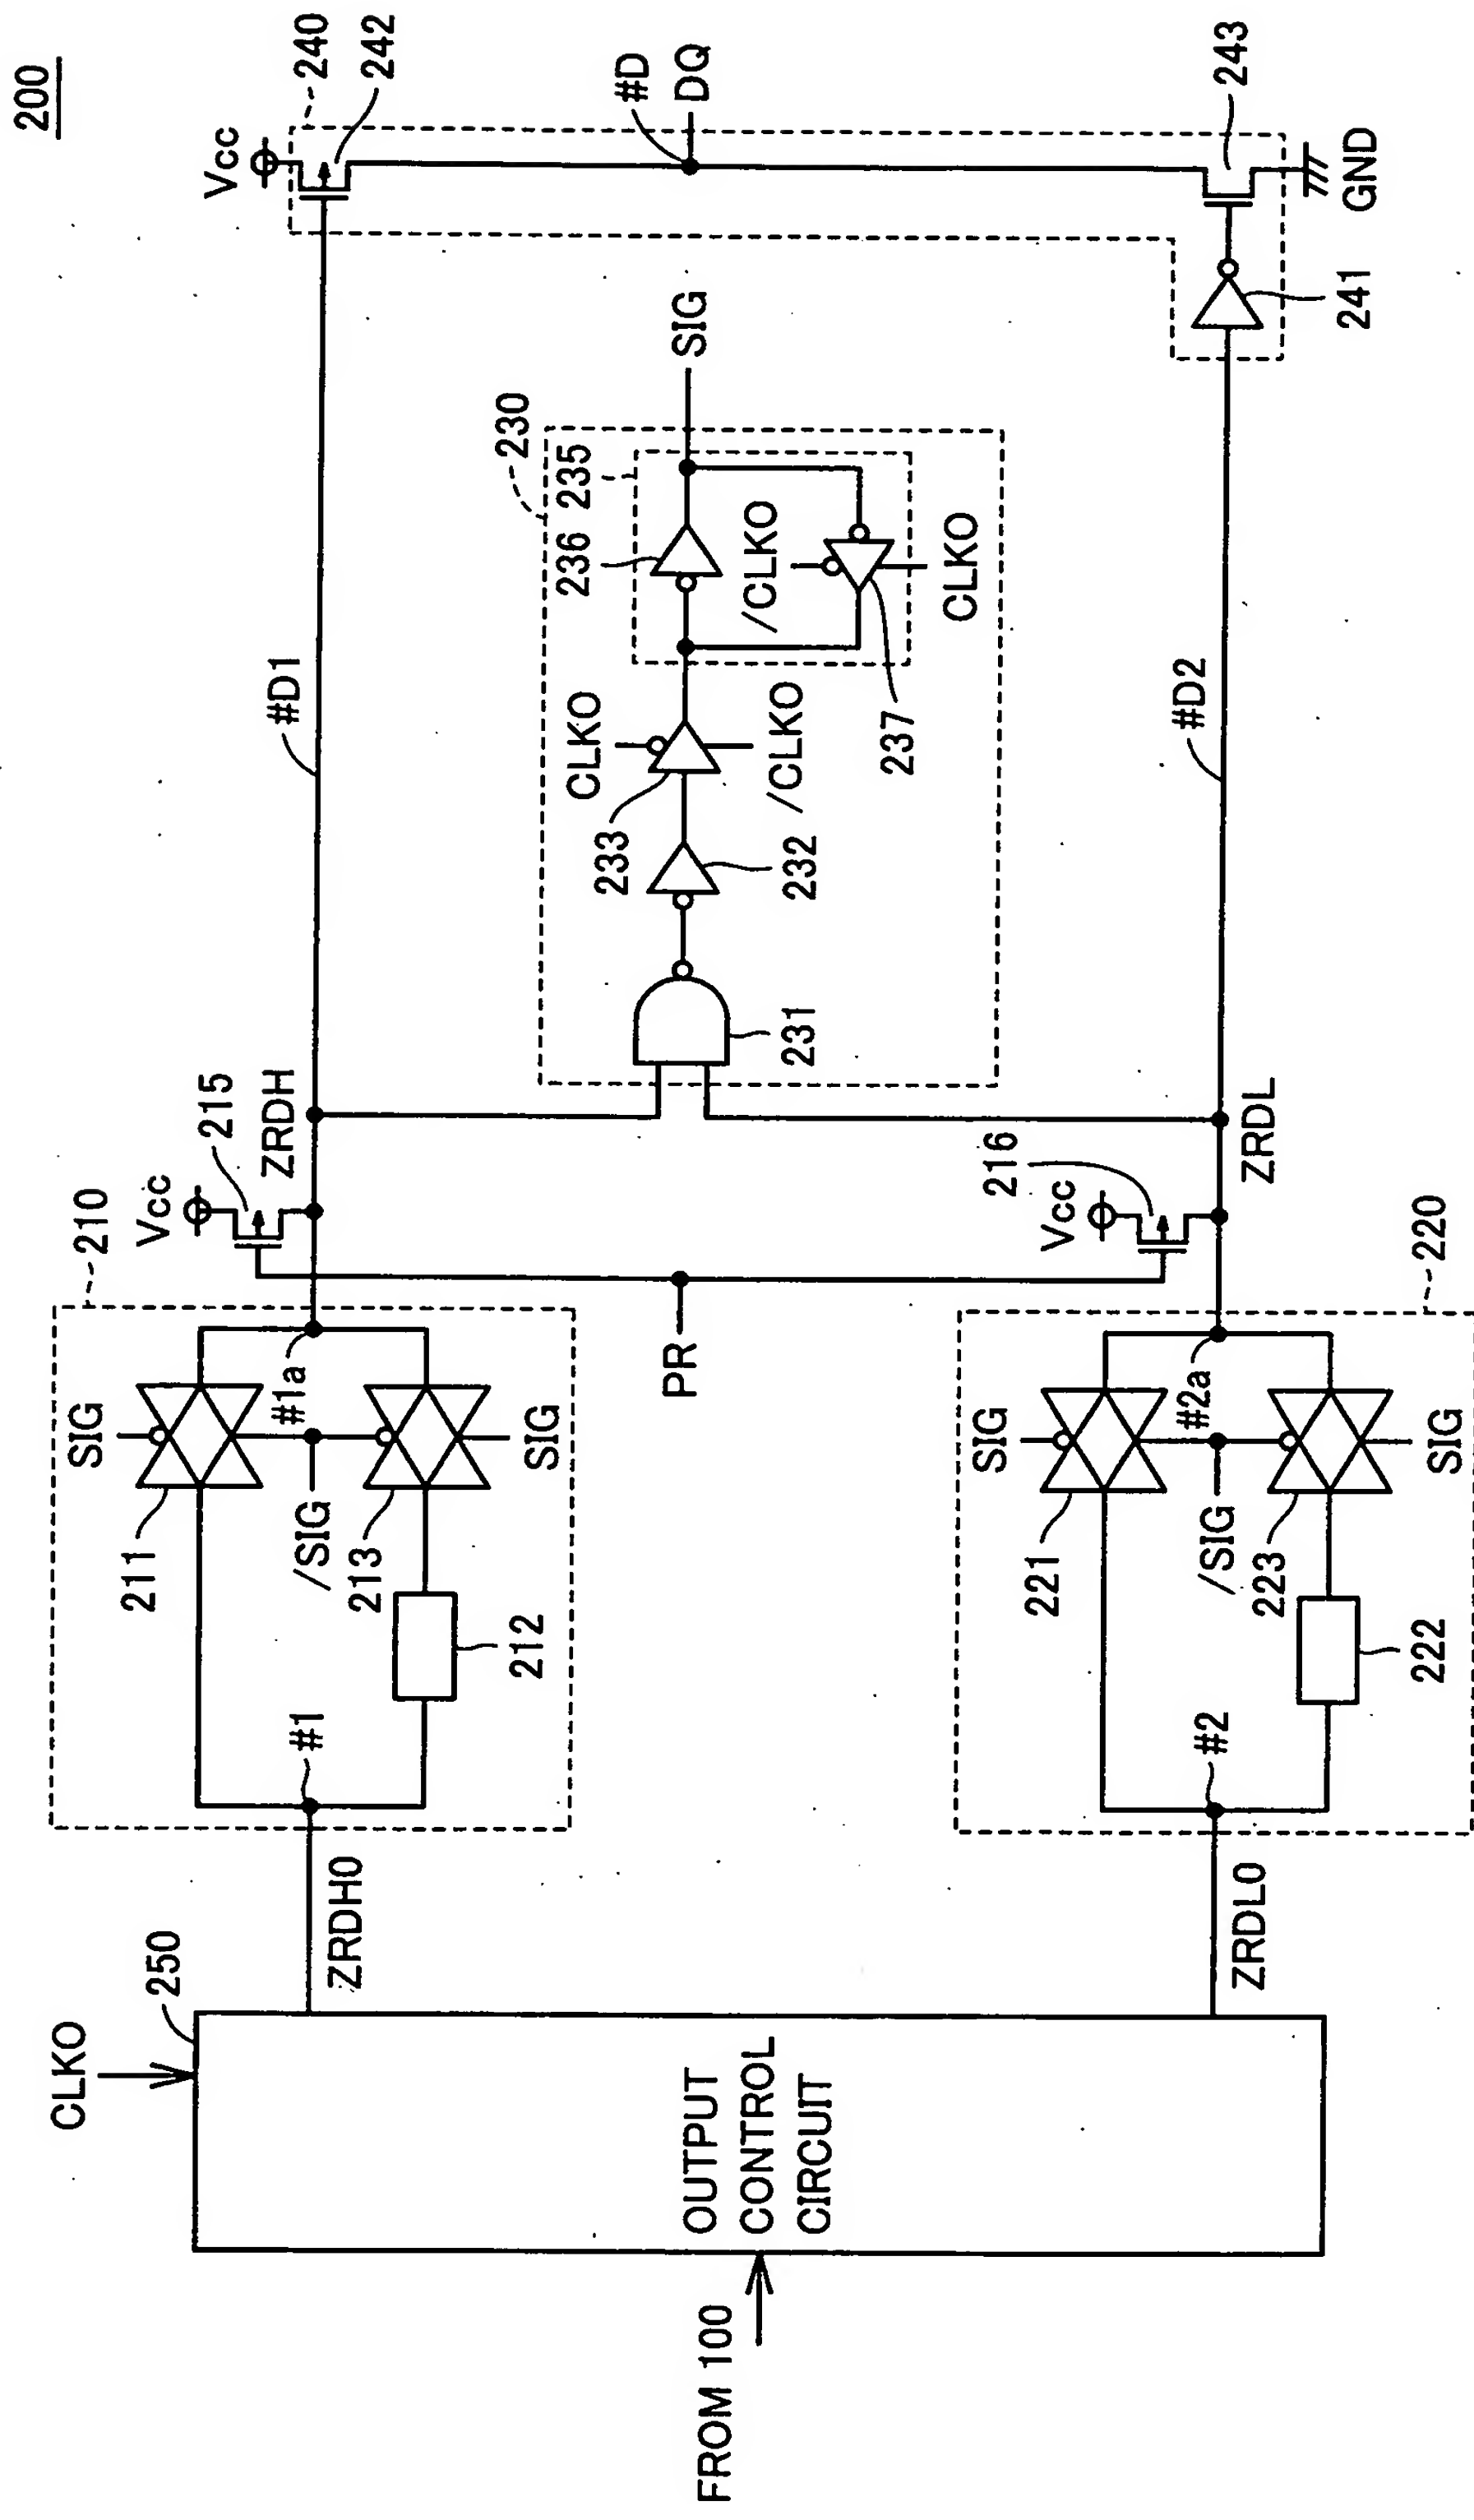 200
CLKO
250
FROM 100
OUTPUT
CONTROL
CIRCUIT
ZRDH0
ZRDL0
210
#1
211
SIG
/SIG
213
212
SIG
#1a
Vcc
215
ZRDH
PR
220
#2
221
SIG
/SIG
223
222
SIG
#2a
Vcc
216
ZRDL
#D1
#D2
230
231
232
233
CLKO
/CLKO
235
236
/CLKO
237
CLKO
SIG
240
Vcc
242
#D
DQ
241
243
GND